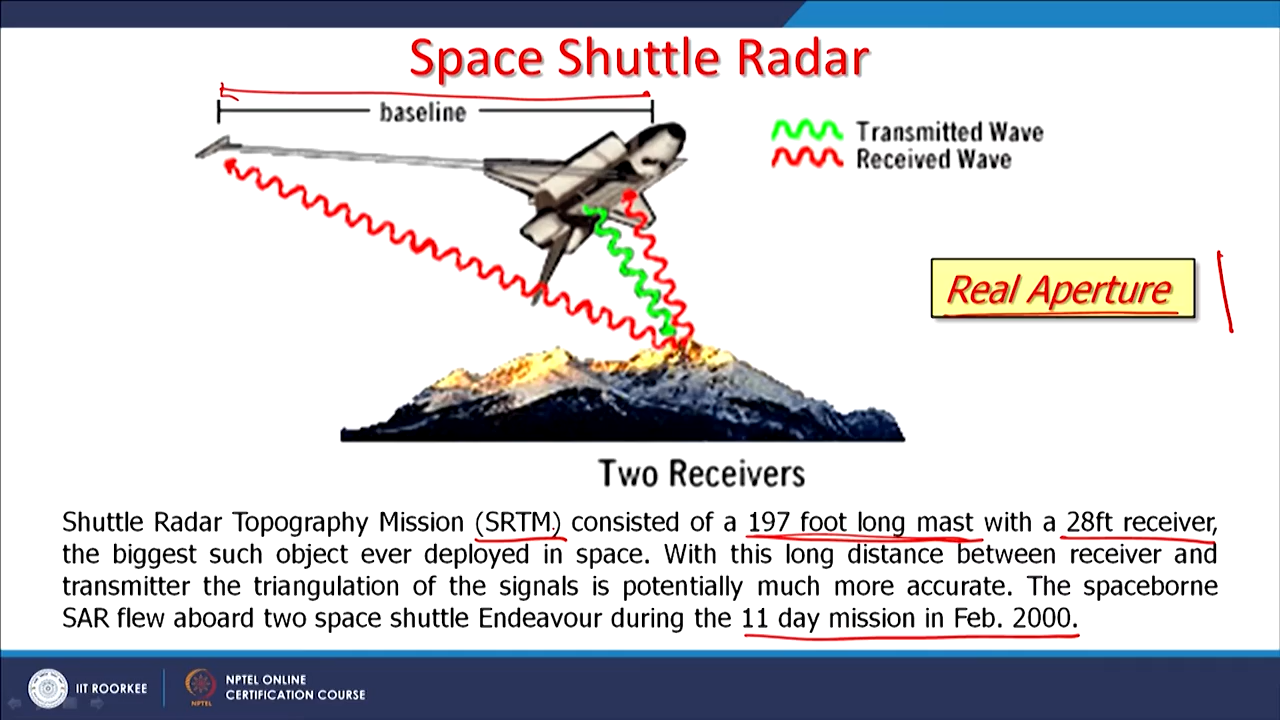 Space Shuttle Radar
baseline
Transmitted Wave
Received Wave
Real Aperture
Two Receivers
Shuttle Radar Topography Mission (SRTM.) consisted of a 197 foot long mast with a 28ft receiver,
the biggest such object ever deployed in space. With this long distance between receiver and
transmitter the triangulation of the signals is potentially much more accurate. The spaceborne
SAR flew aboard two space shuttle Endeavour during the 11 day mission in Feb. 2000.
IIT ROORKEE
NPTEL
NPTEL ONLINE
CERTIFICATION COURSE